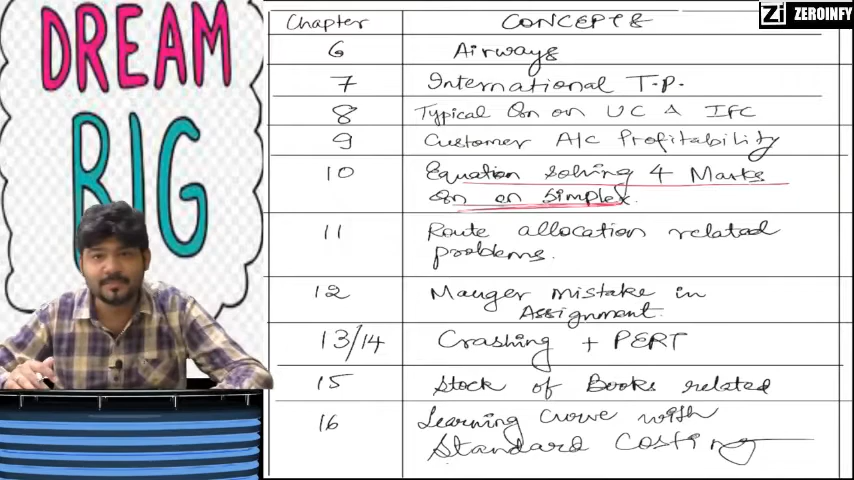 DREAM
BIG
Zi ZEROINFY
Chapter CONCEPTS
6 Airways
7 International T.P.
8 Typical Qn on UC A IFC
9 Customer A/c Profitability
10 Equation solving 4 Marks
Qn on simplex.
11 Route allocation related
problems.
12 Manger mistake in
Assignment.
13/14 Crashing + PERT
15 Stock of Books related
16 Learning Curve with
Standard Costing